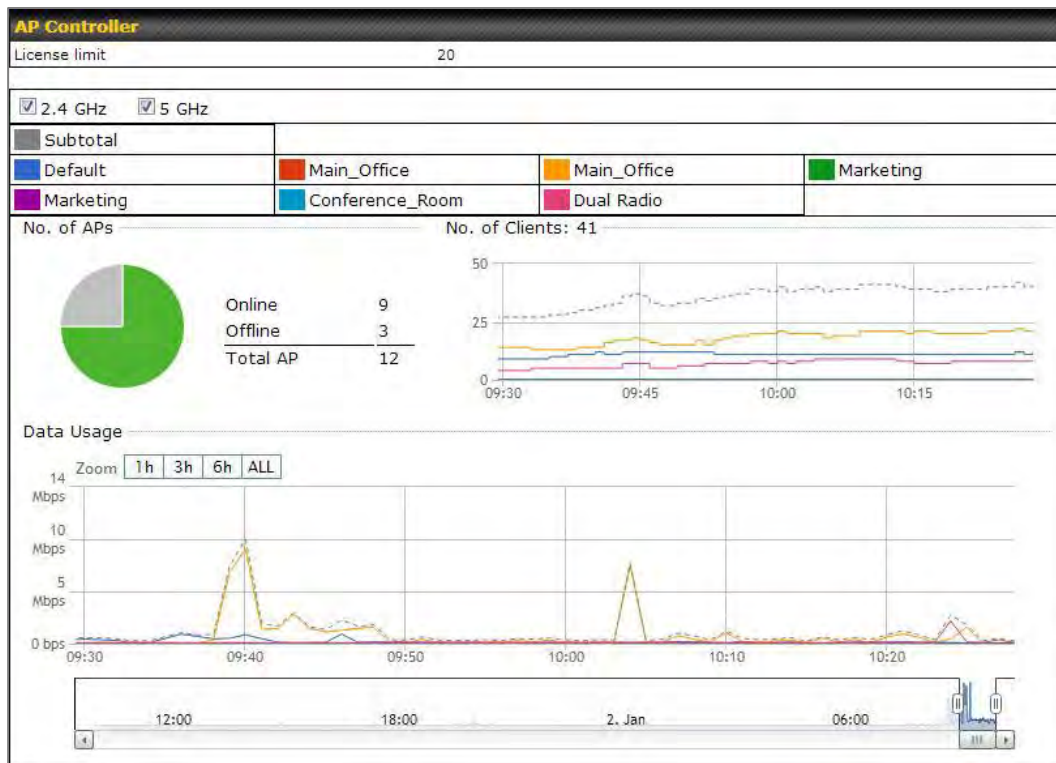 AP Controller
License limit 20
2.4 GHz 5 GHz
Subtotal
Default Main_Office Main_Office Marketing
Marketing Conference_Room Dual Radio
No. of APs
Online 9
Offline 3
Total AP 12
No. of Clients: 41
50
25
0
09:30 09:45 10:00 10:15
Data Usage
Zoom 1h 3h 6h ALL
14
Mbps
10
Mbps
5
Mbps
0 bps
09:30 09:40 09:50 10:00 10:10 10:20
12:00 18:00 2. Jan 06:00